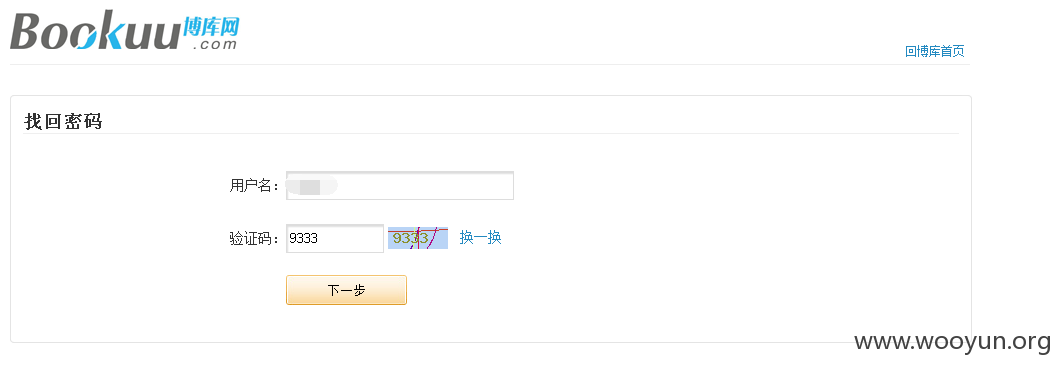 Bookuu博库网
.com
回博库首页
找回密码
用户名：
验证码： 9333 9333 换一换
下一步
www.wooyun.org